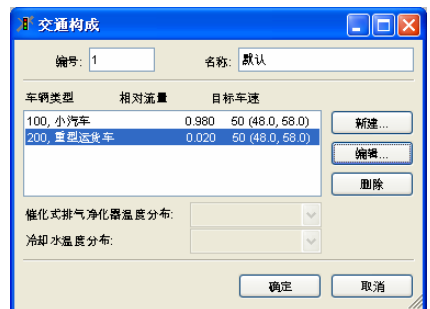 交通构成
编号: 1 名称: 默认
车辆类型 相对流量 目标车速
100, 小汽车 0.980 50 (48.0, 58.0)
200, 重型运货车 0.020 50 (48.0, 58.0)
新建...
编辑...
删除
催化式排气净化器温度分布:
冷却水温度分布:
确定 取消